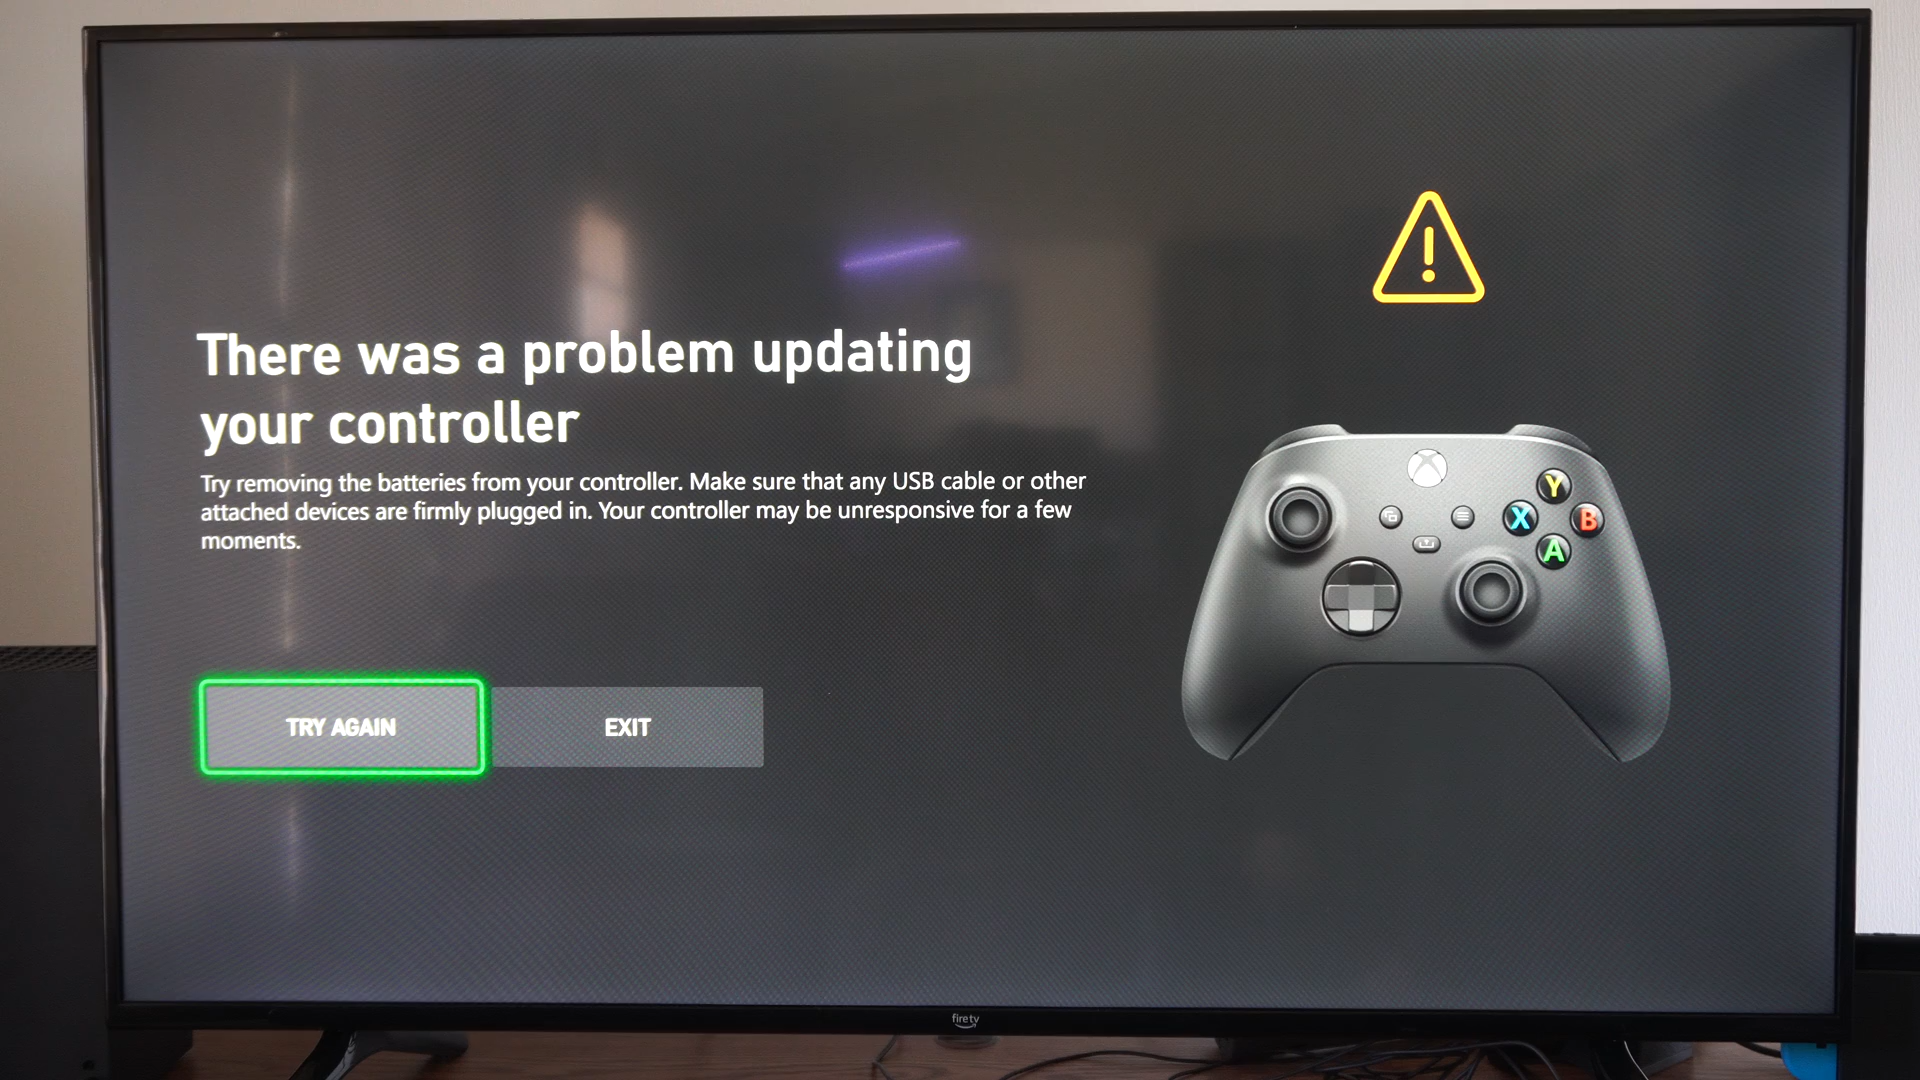 There was a problem updating
your controller
Try removing the batteries from your controller. Make sure that any USB cable or other
attached devices are firmly plugged in. Your controller may be unresponsive for a few
moments.
TRY AGAIN
EXIT
Y
X
B
A
firetv